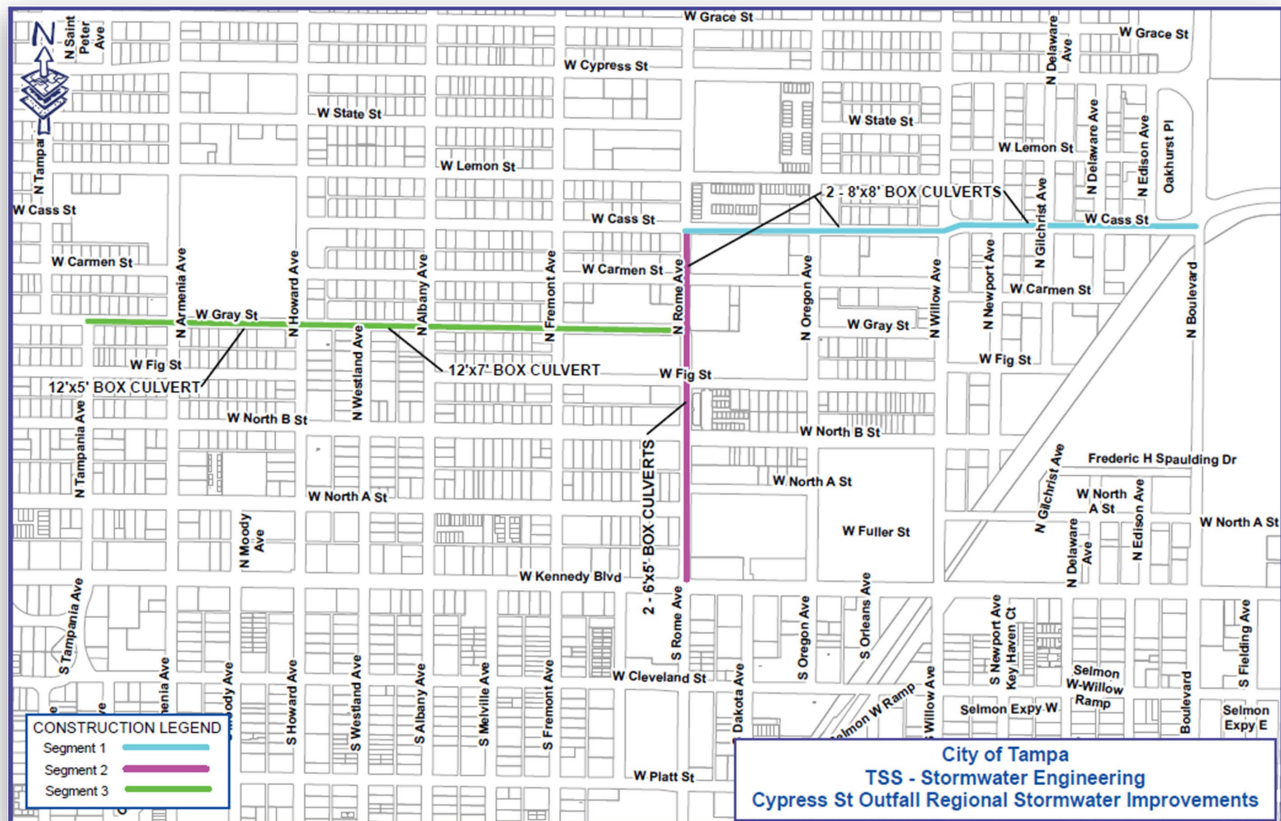 N Saint
Peter
Ave
W Grace St
N Delaware
Ave
W Grace St
N
W Cypress St
W State St
W State St
W Lemon St
W Lemon St
N Delaware Ave
N Edison Ave
Oakhurst Pl
N Tampa
2 - 8'x8' BOX CULVERTS
W Cass St
W Cass St
W Cass St
N Gilchrist Ave
W Carmen St
W Carmen St
W Carmen St
N Armenia Ave
N Howard Ave
N Albany Ave
N Fremont Ave
N Rome Ave
N Oregon Ave
N Willow Ave
N Newport Ave
N Boulevard
W Gray St
W Gray St
N Westland Ave
W Fig St
12'x7' BOX CULVERT
W Fig St
W Fig St
12'x5' BOX CULVERT
N Tampania Ave
W North B St
W North B St
2 - 6'x5' BOX CULVERTS
Frederic H Spaulding Dr
W North A St
W North A St
N Gilchrist Ave
W North
A St
N Edison Ave
W North A St
N Moody
Ave
W Fuller St
N Delaware
Ave
W Kennedy Blvd
S Tampania Ave
S Rome Ave
S Oregon Ave
S Orleans Ave
S Newport Ave
Key Haven Ct
S Fielding Ave
W Cleveland St
Selmon
W-Willow
Ramp
menia Ave
oody Ave
S Howard Ave
S Westland Ave
S Albany Ave
S Melville Ave
S Fremont Ave
S Dakota Ave
Selmon W Ramp
S Willow Ave
Selmon Expy W
Boulevard
Selmon
Expy E
W Platt St
CONSTRUCTION LEGEND
Segment 1
Segment 2
Segment 3
City of Tampa
TSS - Stormwater Engineering
Cypress St Outfall Regional Stormwater Improvements